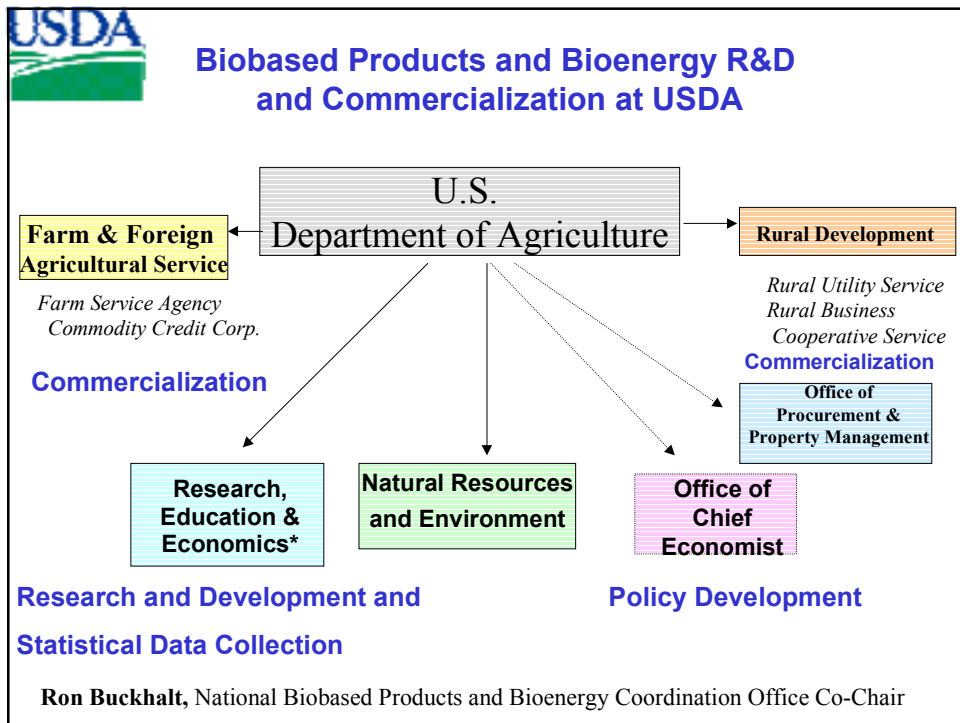 USDA
Biobased Products and Bioenergy R&D
and Commercialization at USDA
U.S.
Department of Agriculture
Farm & Foreign
Agricultural Service
Farm Service Agency
Commodity Credit Corp.
Commercialization
Rural Development
Rural Utility Service
Rural Business
Cooperative Service
Commercialization
Office of
Procurement &
Property Management
Research,
Education &
Economics*
Natural Resources
and Environment
Office of
Chief
Economist
Research and Development and
Statistical Data Collection
Policy Development
Ron Buckhalt, National Biobased Products and Bioenergy Coordination Office Co-Chair